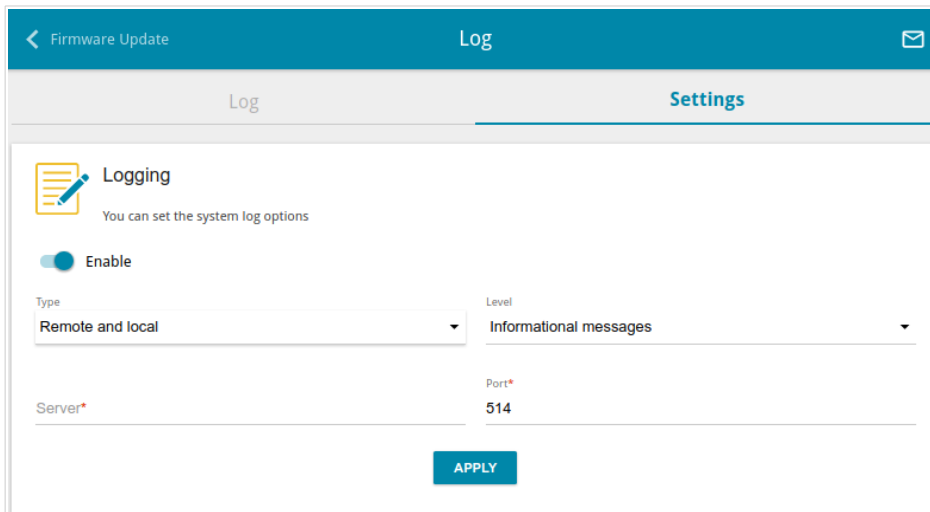 Firmware Update
Log
Log
Settings
Logging
You can set the system log options
Enable
Type
Level
Remote and local
Informational messages
Port*
Server*
514
APPLY